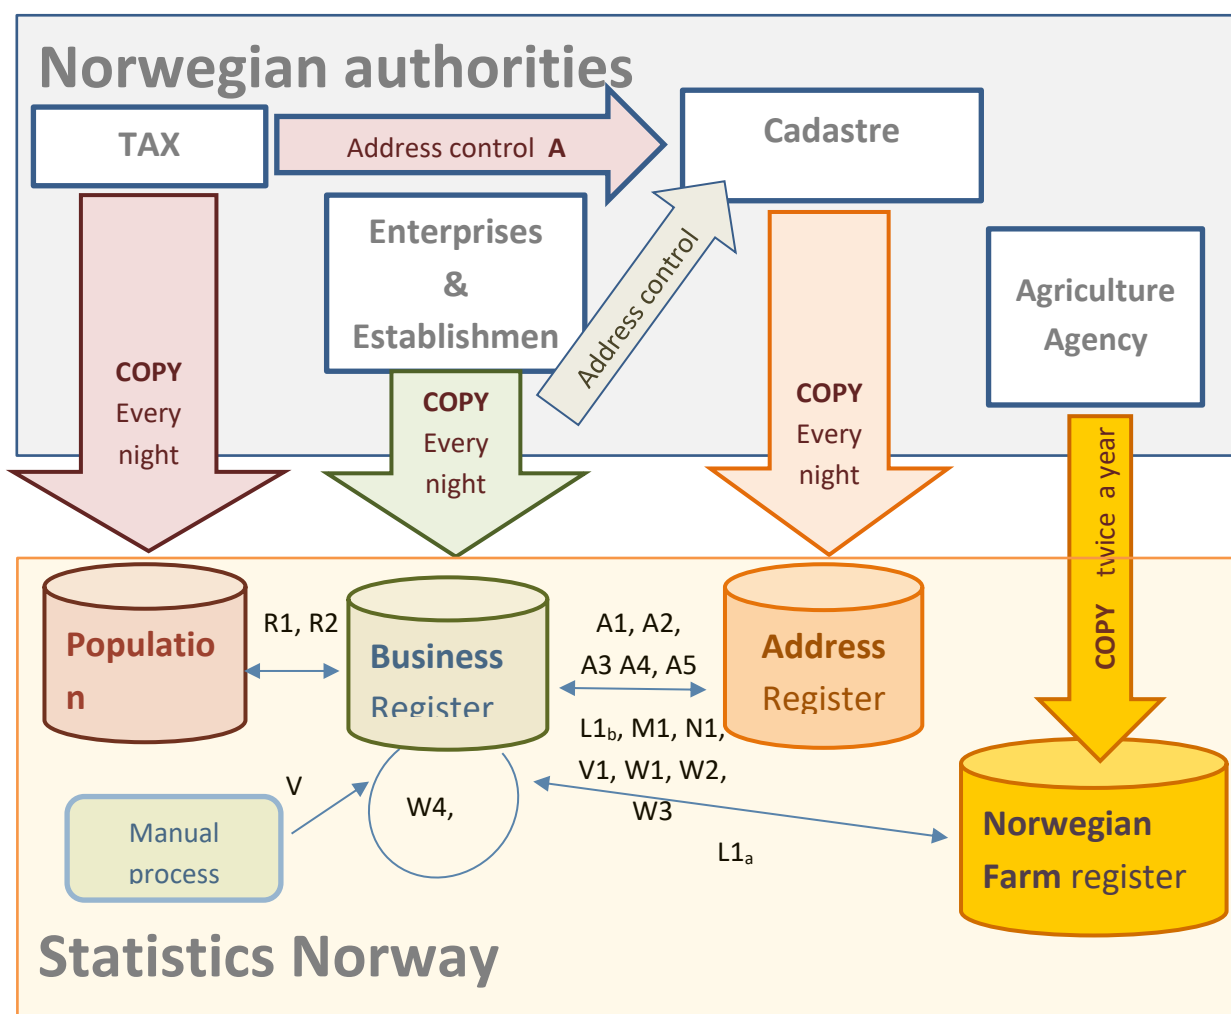 Norwegian authorities
TAX
Address control A
Cadastre
Enterprises
&
Establishmen
Address control
Agriculture
Agency
COPY
Every
night
COPY
Every
night
COPY
Every
night
COPY twice a year
Populatio
n
R1, R2
Business
Register
A1, A2,
A3 A4, A5
Address
Register
L1b, M1, N1,
V1, W1, W2,
W3
L1a
V
W4,
Manual
process
Norwegian
Farm register
Statistics Norway